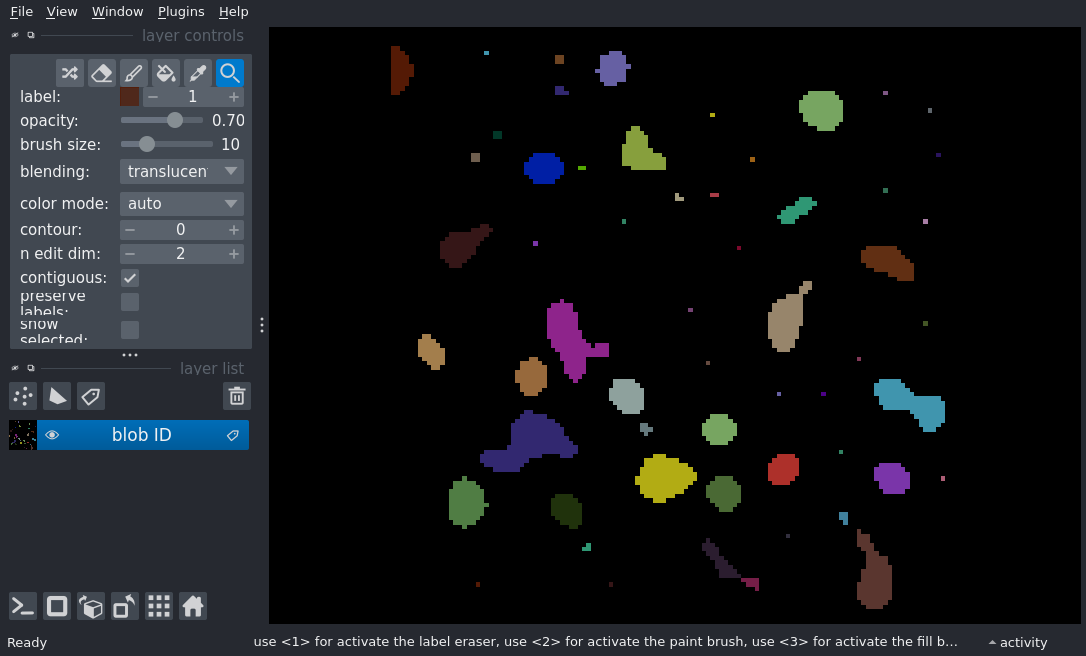 File View Window Plugins Help
layer controls
label: 1
opacity: 0.70
brush size: 10
blending: translucen
color mode: auto
contour: 0
n edit dim: 2
contiguous:
preserve
labels:
show
selected:
layer list
blob ID
Ready use <1> for activate the label eraser, use <2> for activate the paint brush, use <3> for activate the fill b... activity